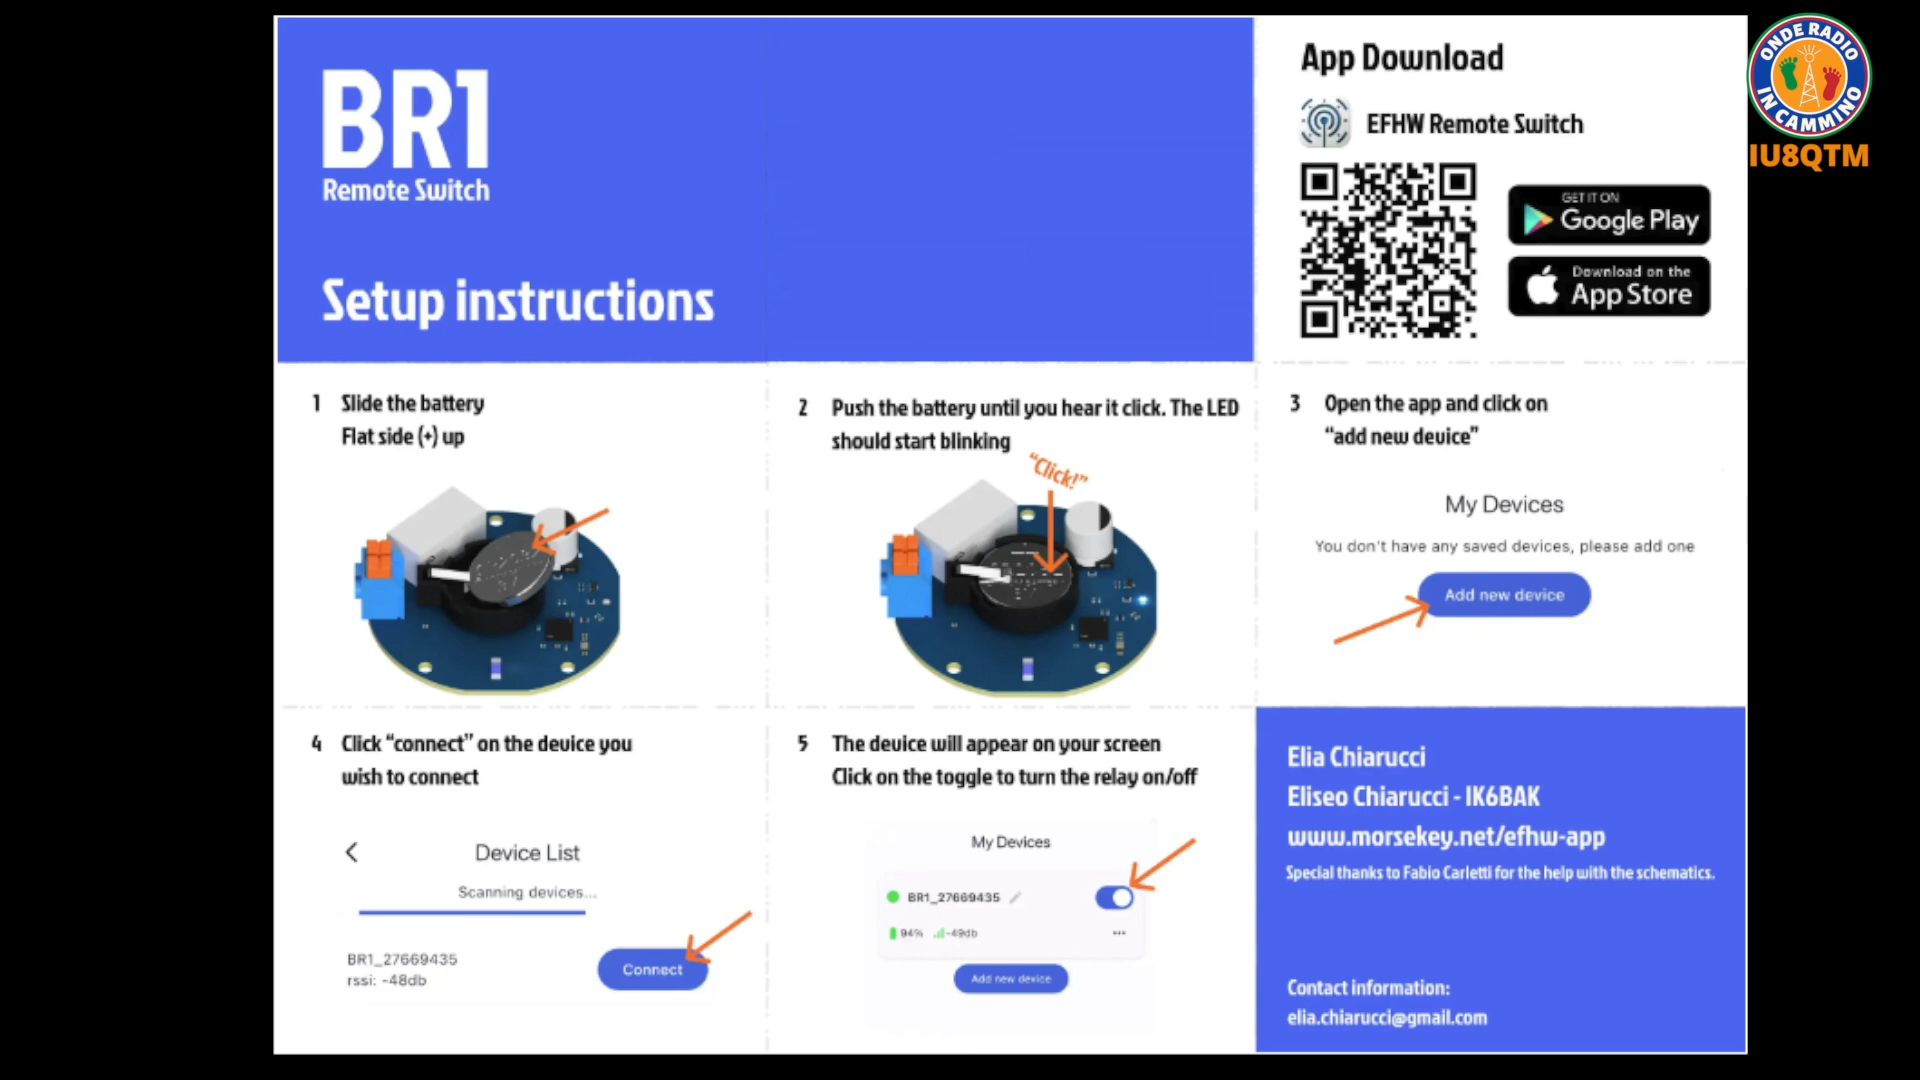 BR1
Remote Switch
Setup instructions
App Download
EFHW Remote Switch
GET IT ON
Google Play
Download on the
App Store
ONDE RADIO
IN CAMMINO
IU8QTM
1 Slide the battery
Flat side (+) up
2 Push the battery until you hear it click. The LED
should start blinking
"Click!"
3 Open the app and click on
"add new device"
My Devices
You don't have any saved devices, please add one
Add new device
4 Click "connect" on the device you
wish to connect
Device List
Scanning devices...
BR1_27669435
rssi: -48db
Connect
5 The device will appear on your screen
Click on the toggle to turn the relay on/off
My Devices
BR1_27669435
94% -49db
Add new device
Elia Chiarucci
Eliseo Chiarucci - IK6BAK
www.morsekey.net/efhw-app
Special thanks to Fabio Carletti for the help with the schematics.
Contact information:
elia.chiarucci@gmail.com